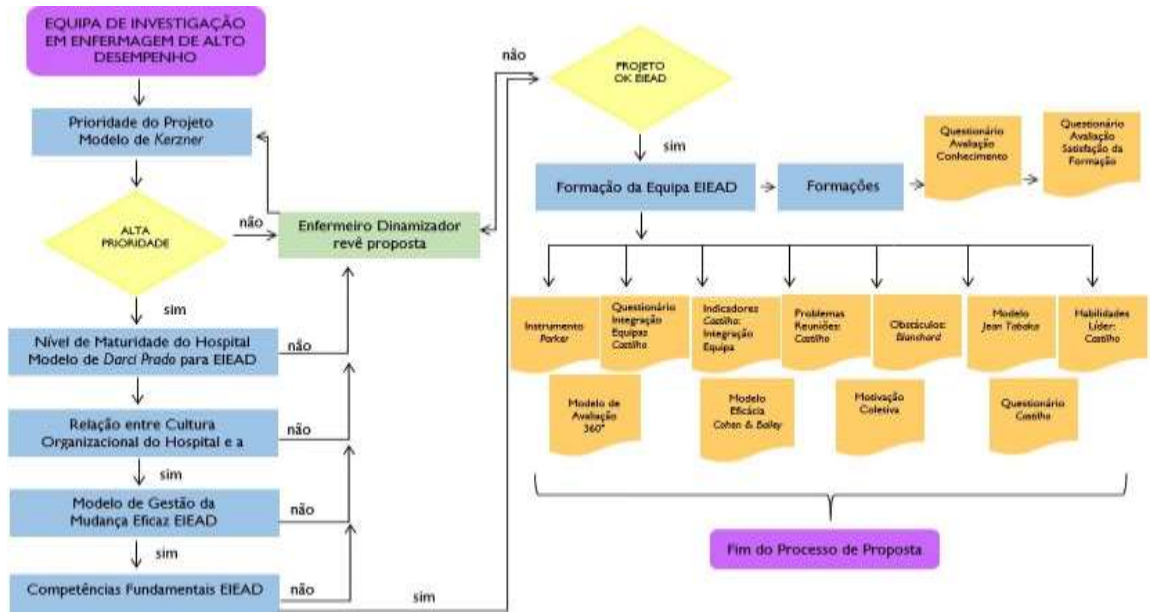 EQUIPA DE INVESTIGAÇÃO
EM ENFERMAGEM DE ALTO
DESEMPENHO
Prioridade do Projeto
Modelo de Kerzner
ALTA
PRIORIDADE
não
sim
Enfermeiro Dinamizador
revê proposta
Nível de Maturidade do Hospital
Modelo de Darci Prado para EIEAD
não
Relação entre Cultura
Organizacional do Hospital e a
não
sim
Modelo de Gestão da
Mudança Eficaz EIEAD
não
sim
Competências Fundamentais EIEAD
não
sim
não
PROJETO
OK EIEAD
sim
Formação da Equipa EIEAD
Formações
Questionário
Avaliação
Conhecimento
Questionário
Avaliação
Satisfação da
Formação
Instrumento
Parker
Questionário
Integração
Equipas
Castilho
Indicadores
Castilho:
Integração
Equipa
Problemas
Reuniões:
Castilho
Obstáculos:
Blanchard
Modelo
Jean Tabaka
Habilidades
Líder:
Castilho
Modelo de
Avaliação
360°
Modelo
Eficácia
Cohen & Bailey
Motivação
Coletiva
Questionário
Castilho
Fim do Processo de Proposta